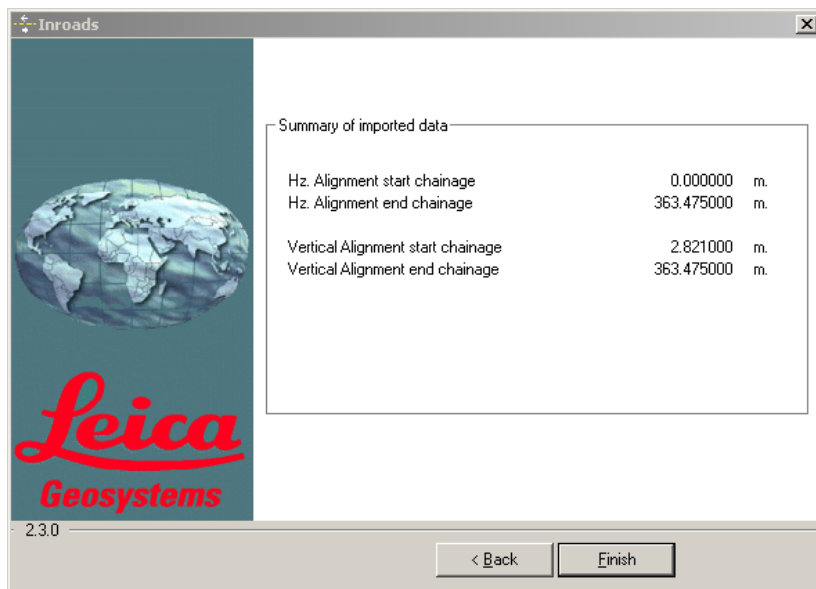 Inroads
Summary of imported data
Hz. Alignment start chainage 0.000000 m.
Hz. Alignment end chainage 363.475000 m.
Vertical Alignment start chainage 2.821000 m.
Vertical Alignment end chainage 363.475000 m.
Leica
Geosystems
2.3.0
< Back Finish